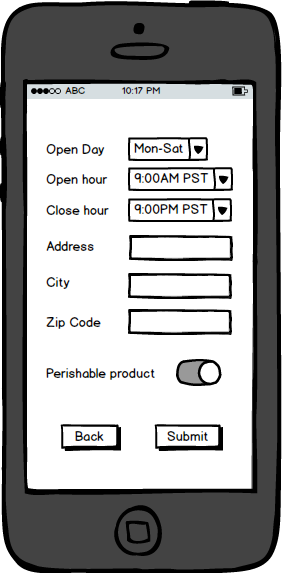 ABC 10:17 PM
Open Day Mon-Sat
Open hour 9:00AM PST
Close hour 9:00PM PST
Address
City
Zip Code
Perishable product
Back Submit